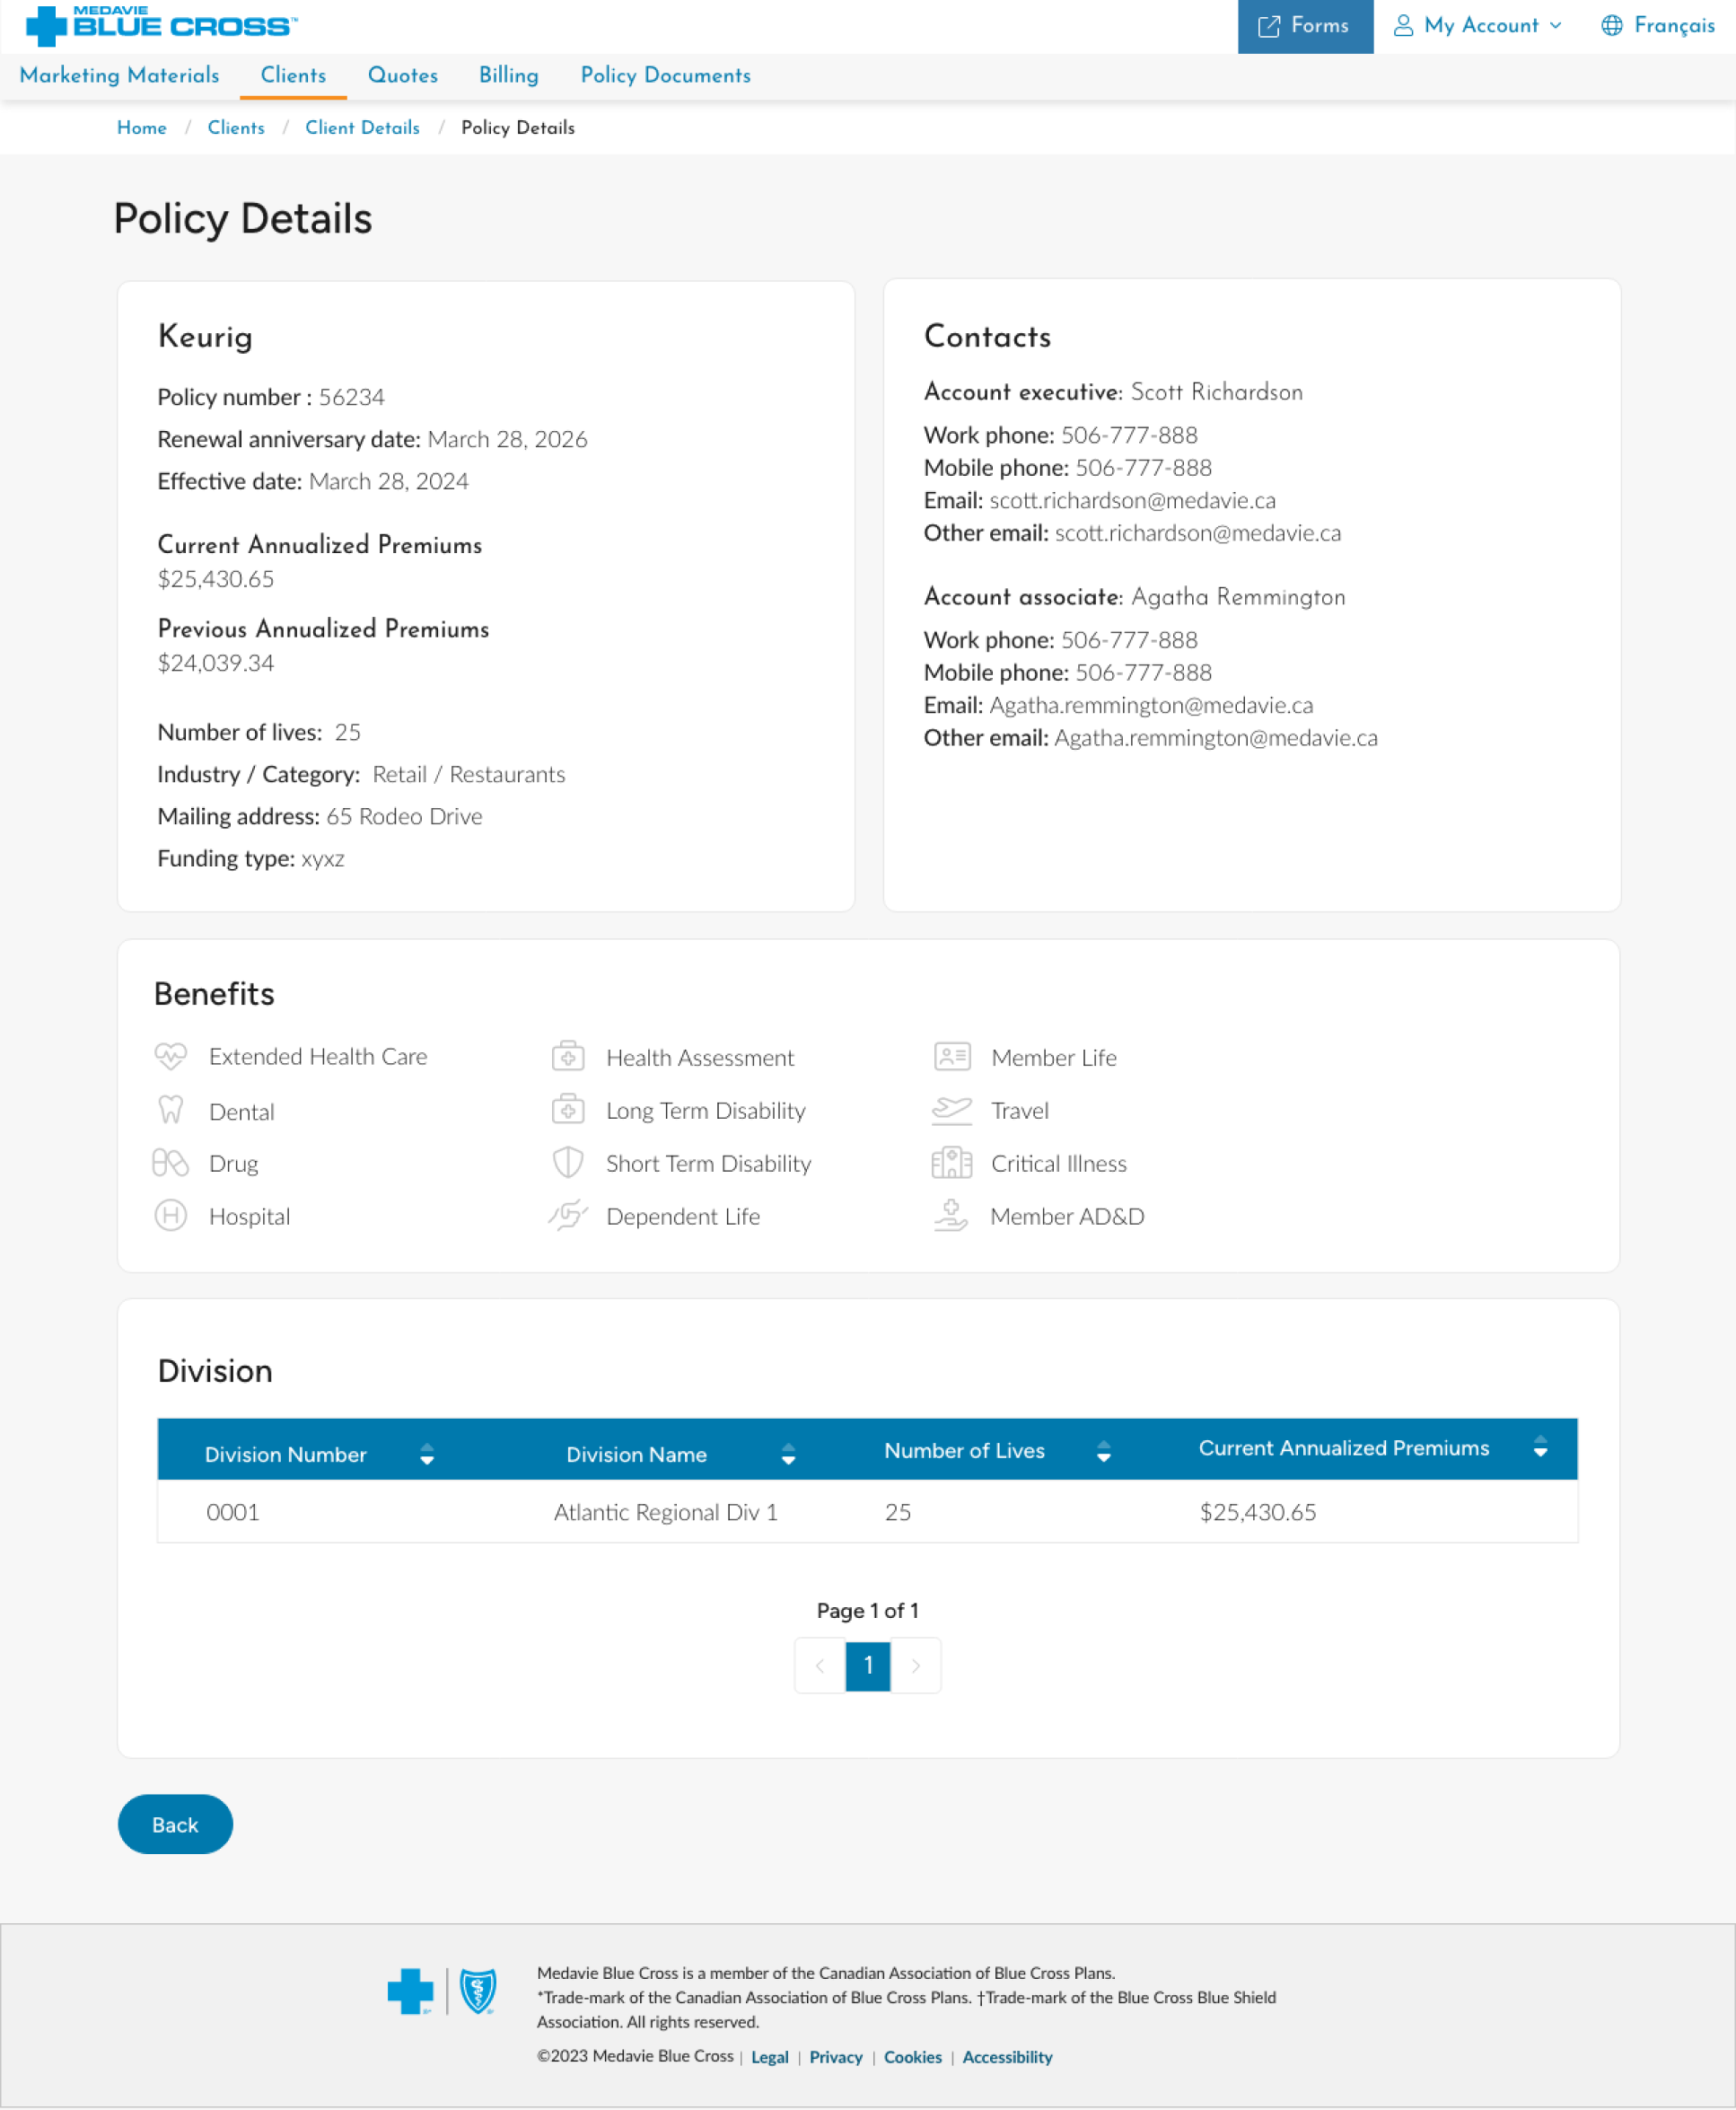 MEDAVIE
BLUE CROSS™
Forms
My Account
Français
Marketing Materials
Clients
Quotes
Billing
Policy Documents
Home / Clients / Client Details / Policy Details
Policy Details
Keurig
Policy number : 56234
Renewal anniversary date: March 28, 2026
Effective date: March 28, 2024
Current Annualized Premiums
$25,430.65
Previous Annualized Premiums
$24,039.34
Number of lives: 25
Industry / Category: Retail / Restaurants
Mailing address: 65 Rodeo Drive
Funding type: xyxz
Contacts
Account executive: Scott Richardson
Work phone: 506-777-888
Mobile phone: 506-777-888
Email: scott.richardson@medavie.ca
Other email: scott.richardson@medavie.ca
Account associate: Agatha Remmington
Work phone: 506-777-888
Mobile phone: 506-777-888
Email: Agatha.remmington@medavie.ca
Other email: Agatha.remmington@medavie.ca
Benefits
Extended Health Care
Health Assessment
Member Life
Dental
Long Term Disability
Travel
Drug
Short Term Disability
Critical Illness
H
Hospital
Dependent Life
Member AD&D
Division
Division Number
Division Name
Number of Lives
Current Annualized Premiums
0001
Atlantic Regional Div 1
25
$25,430.65
Page 1 of 1
< 1 >
Back
Medavie Blue Cross is a member of the Canadian Association of Blue Cross Plans.
*Trade-mark of the Canadian Association of Blue Cross Plans. †Trade-mark of the Blue Cross Blue Shield
Association. All rights reserved.
©2023 Medavie Blue Cross | Legal | Privacy | Cookies | Accessibility